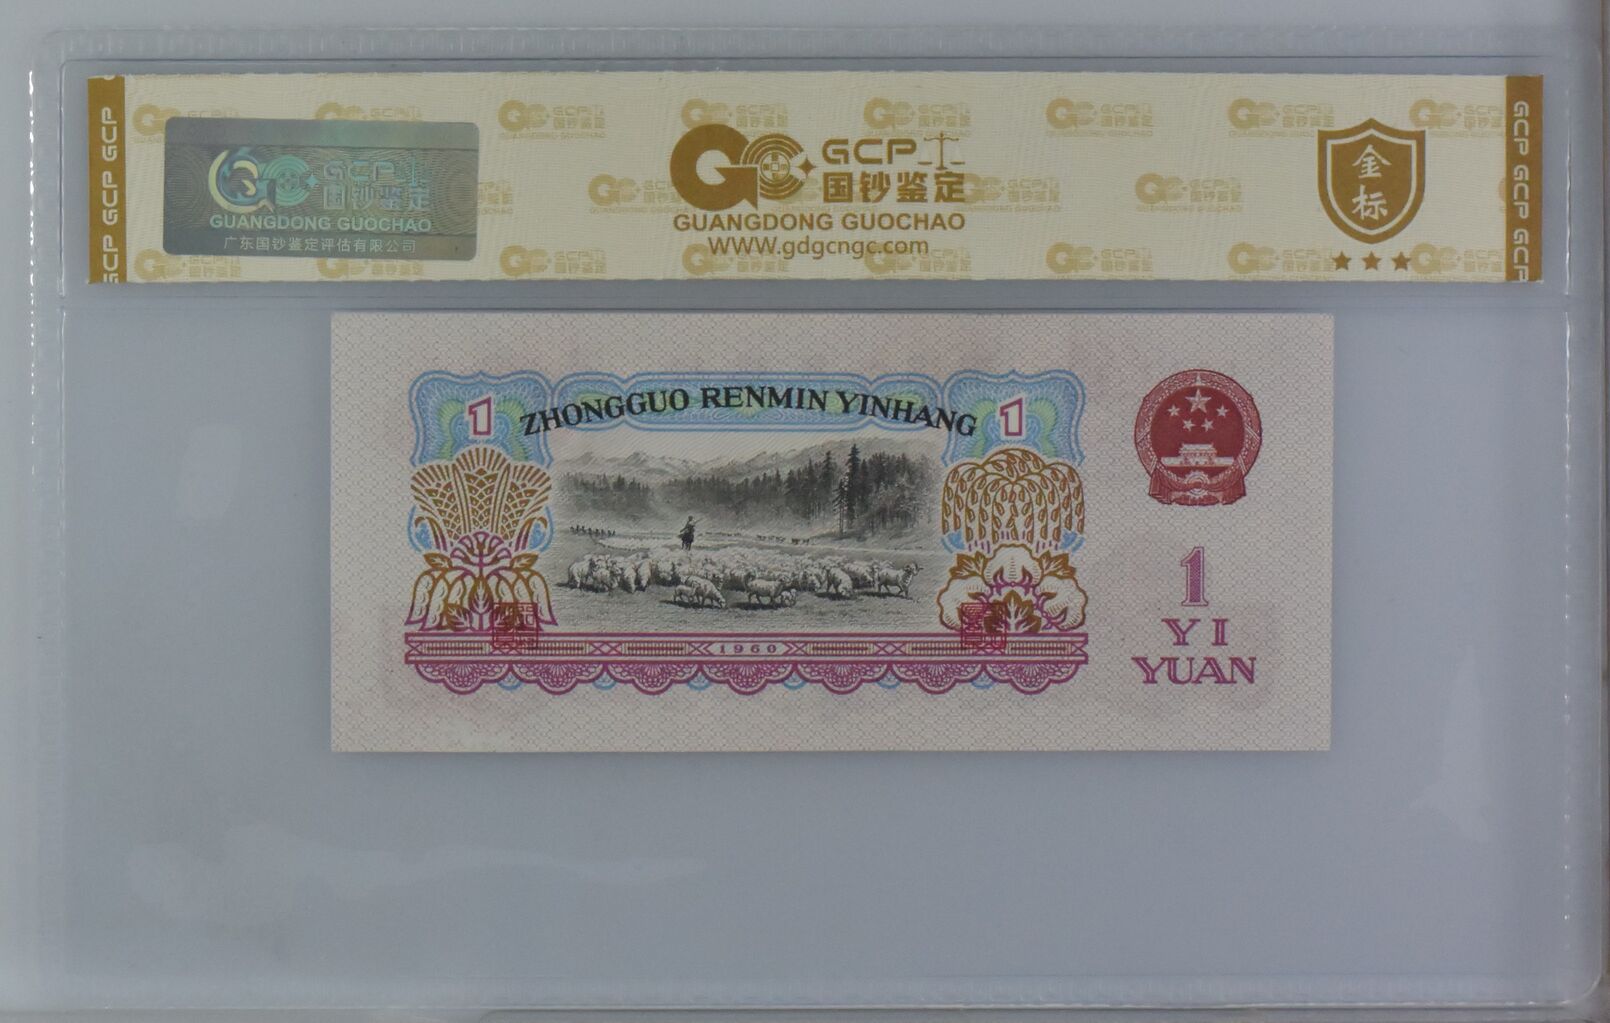 GCP GCP GCP
GCP
国钞鉴定
GUANGDONG GUOCHAO
广东国钞鉴定评估有限公司
GCP
国钞鉴定
GUANGDONG GUOCHAO
WWW.gdgcngc.com
金
标
GCP GCP GCP
1
ZHONGGUO RENMIN YINHANG
1
1960
1
YI
YUAN